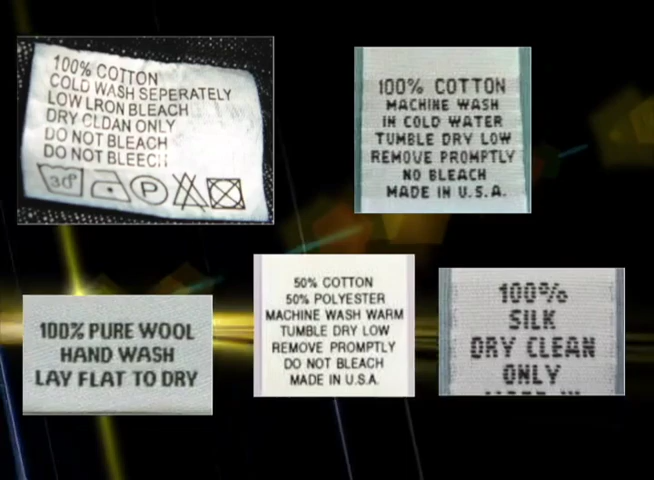 100% COTTON
COLD WASH SEPERATELY
LOW LRON BLEACH
DRY CLDAN ONLY
DO NOT BLEACH
DO NOT BLEECH
30°
P
100% COTTON
MACHINE WASH
IN COLD WATER
TUMBLE DRY LOW
REMOVE PROMPTLY
NO BLEACH
MADE IN U.S.A.
100% PURE WOOL
HAND WASH
LAY FLAT TO DRY
50% COTTON
50% POLYESTER
MACHINE WASH WARM
TUMBLE DRY LOW
REMOVE PROMPTLY
DO NOT BLEACH
MADE IN U.S.A.
100%
SILK
DRY CLEAN
ONLY